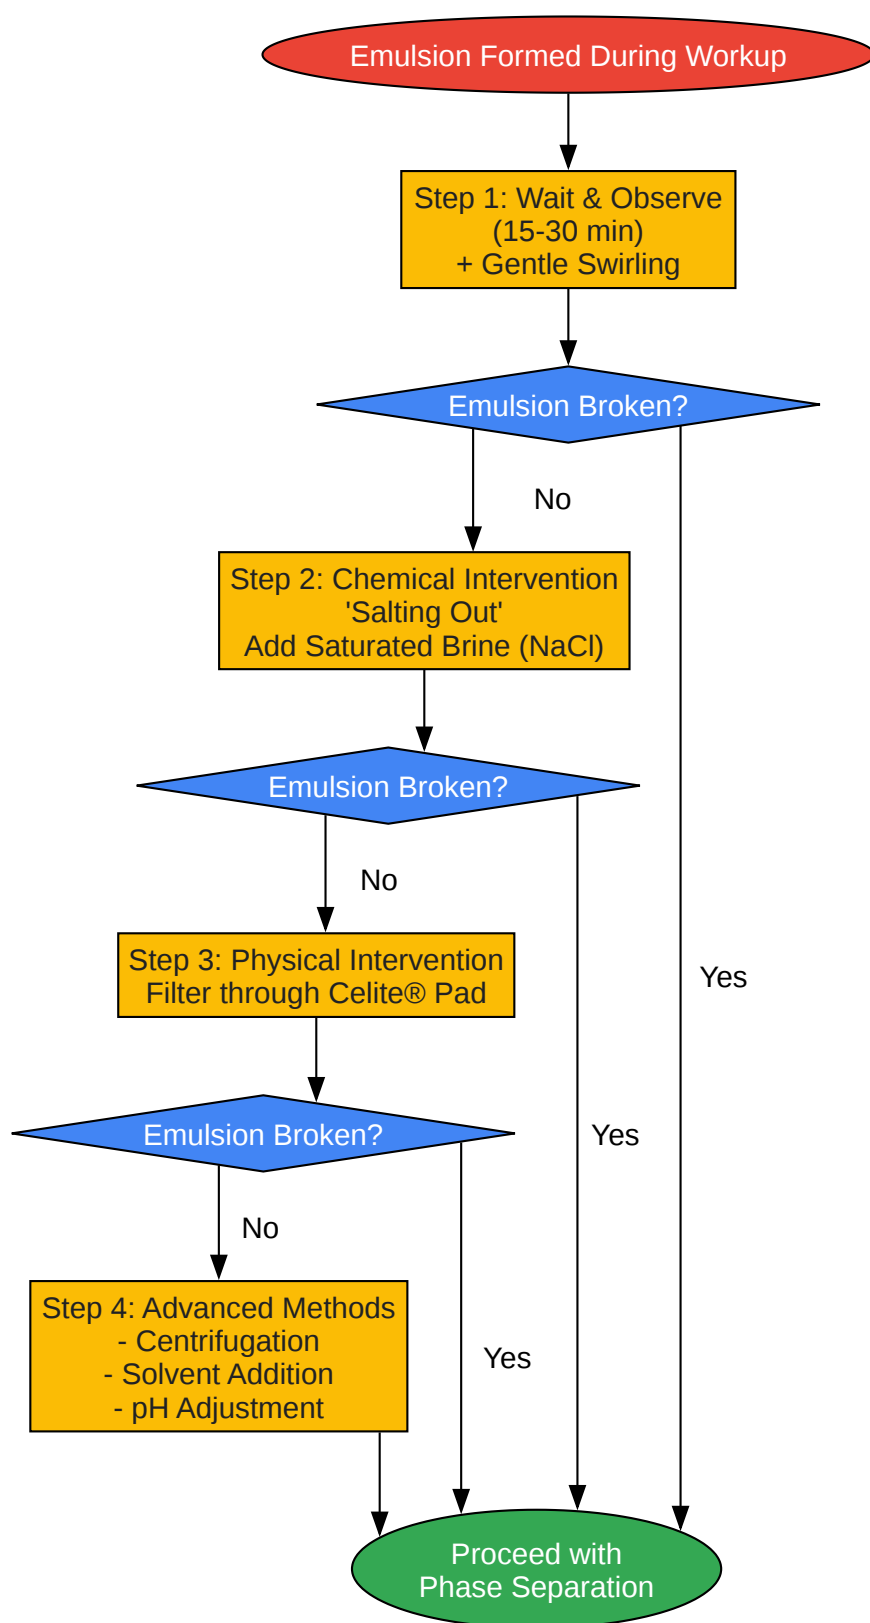 Emulsion Formed During Workup
Step 1: Wait & Observe
(15-30 min)
+ Gentle Swirling
Emulsion Broken?
No
Step 2: Chemical Intervention
'Salting Out'
Add Saturated Brine (NaCl)
Emulsion Broken?
No
Step 3: Physical Intervention
Filter through Celite® Pad
Yes
Emulsion Broken?
Yes
No
Step 4: Advanced Methods
- Centrifugation
- Solvent Addition
- pH Adjustment
Yes
Proceed with
Phase Separation